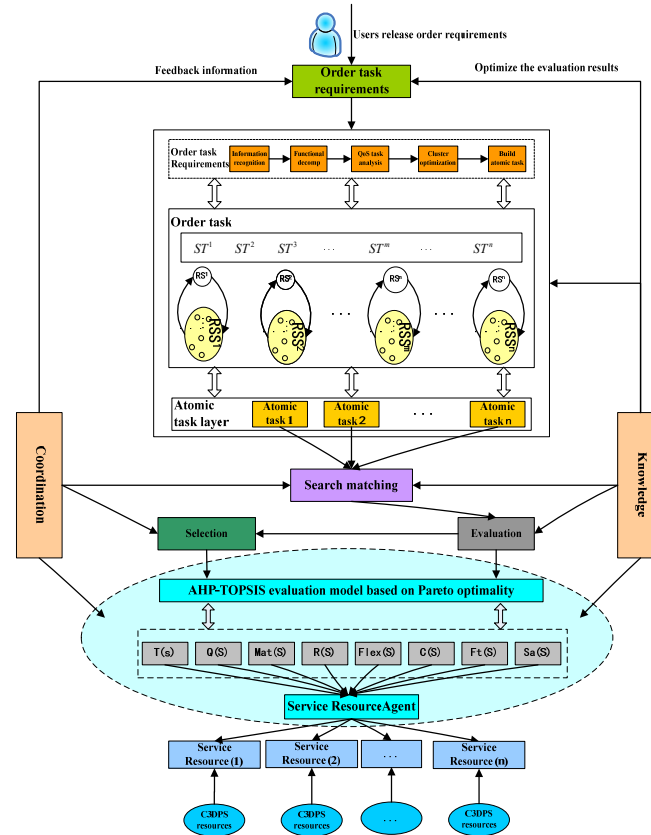 Users release order requirements
Feedback information
Optimize the evaluation results
Order task
requirements
Order task
Requirements
Information
recognition
Functional
decomp
QoS task
analysis
Cluster
optimization
Build
atomic task
Order task
ST¹ ST² ST³ ... STᵐ ... STⁿ
RS¹
RS²
RSᵐ
RSⁿ
... ...
RSS1
RSS2
RSSm
RSSn
Atomic
task layer
Atomic
task 1
Atomic
task 2
...
Atomic
task n
Coordination
Knowledge
Search matching
Selection
Evaluation
AHP-TOPSIS evaluation model based on Pareto optimality
T(s) Q(S) Mat(S) R(S) Flex(S) C(S) Ft(S) Sa(S)
Service ResourceAgent
Service
Resource(1)
Service
Resource(2)
...
Service
Resource(n)
C3DPS
resources
C3DPS
resources
...
C3DPS
resources